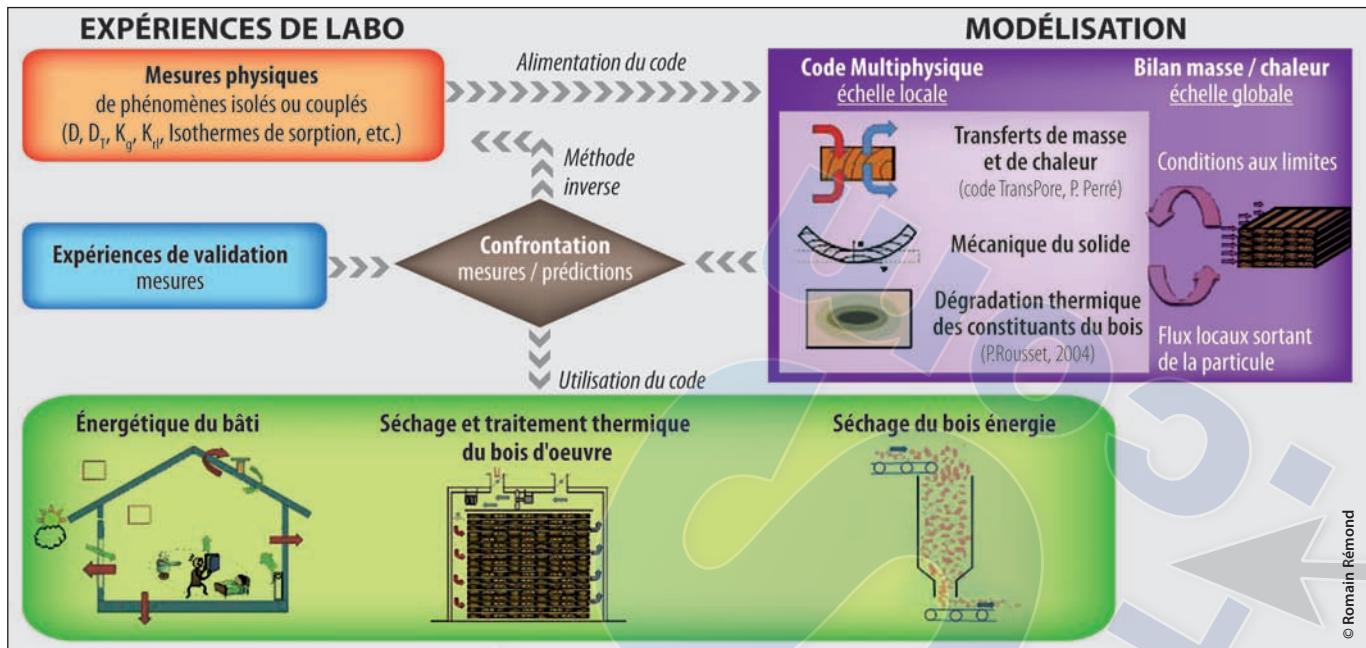 EXPÉRIENCES DE LABO
Mesures physiques
de phénomènes isolés ou couplés
(D, D_T, K_g, K_rl, Isothermes de sorption, etc.)
Alimentation du code
Méthode
inverse
Expériences de validation
mesures
Confrontation
mesures / prédictions
Utilisation du code
MODÉLISATION
Code Multiphysique
échelle locale
Bilan masse / chaleur
échelle globale
Transferts de masse
et de chaleur
(code TransPore, P. Perré)
Mécanique du solide
Dégradation thermique
des constituants du bois
(P.Rousset, 2004)
Conditions aux limites
Flux locaux sortant
de la particule
Énergétique du bâti
Séchage et traitement thermique
du bois d'oeuvre
Séchage du bois énergie
© Romain Rémond